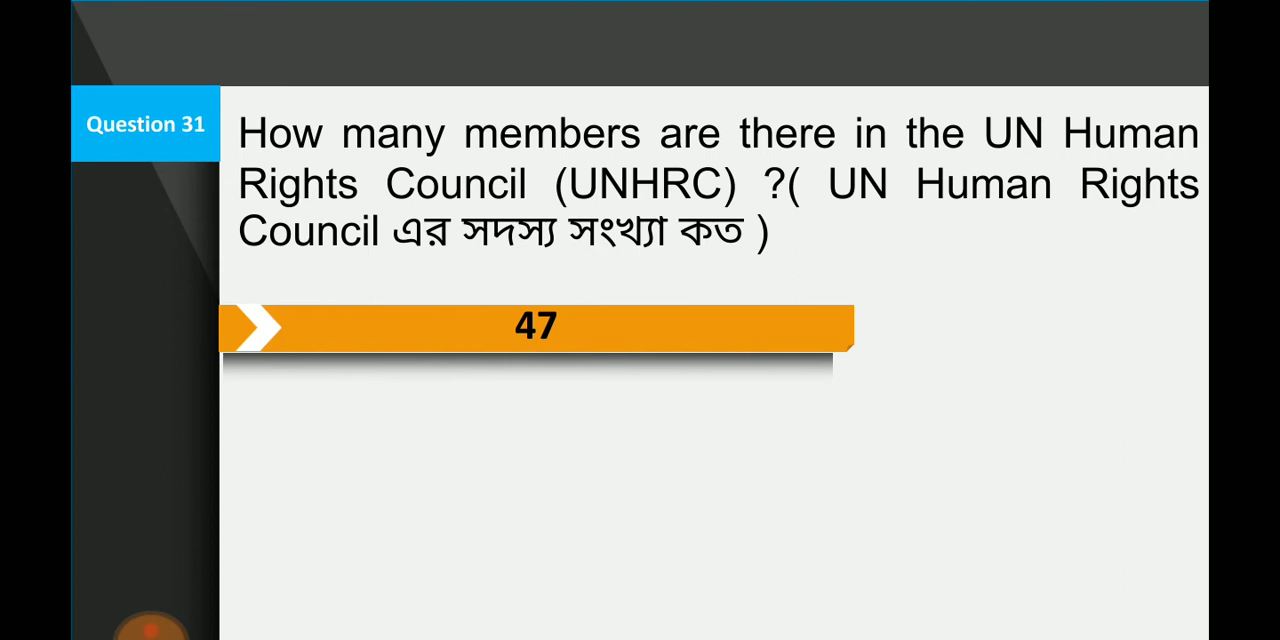 Question 31
How many members are there in the UN Human
Rights Council (UNHRC) ?( UN Human Rights
Council এর সদস্য সংখ্যা কত )
47